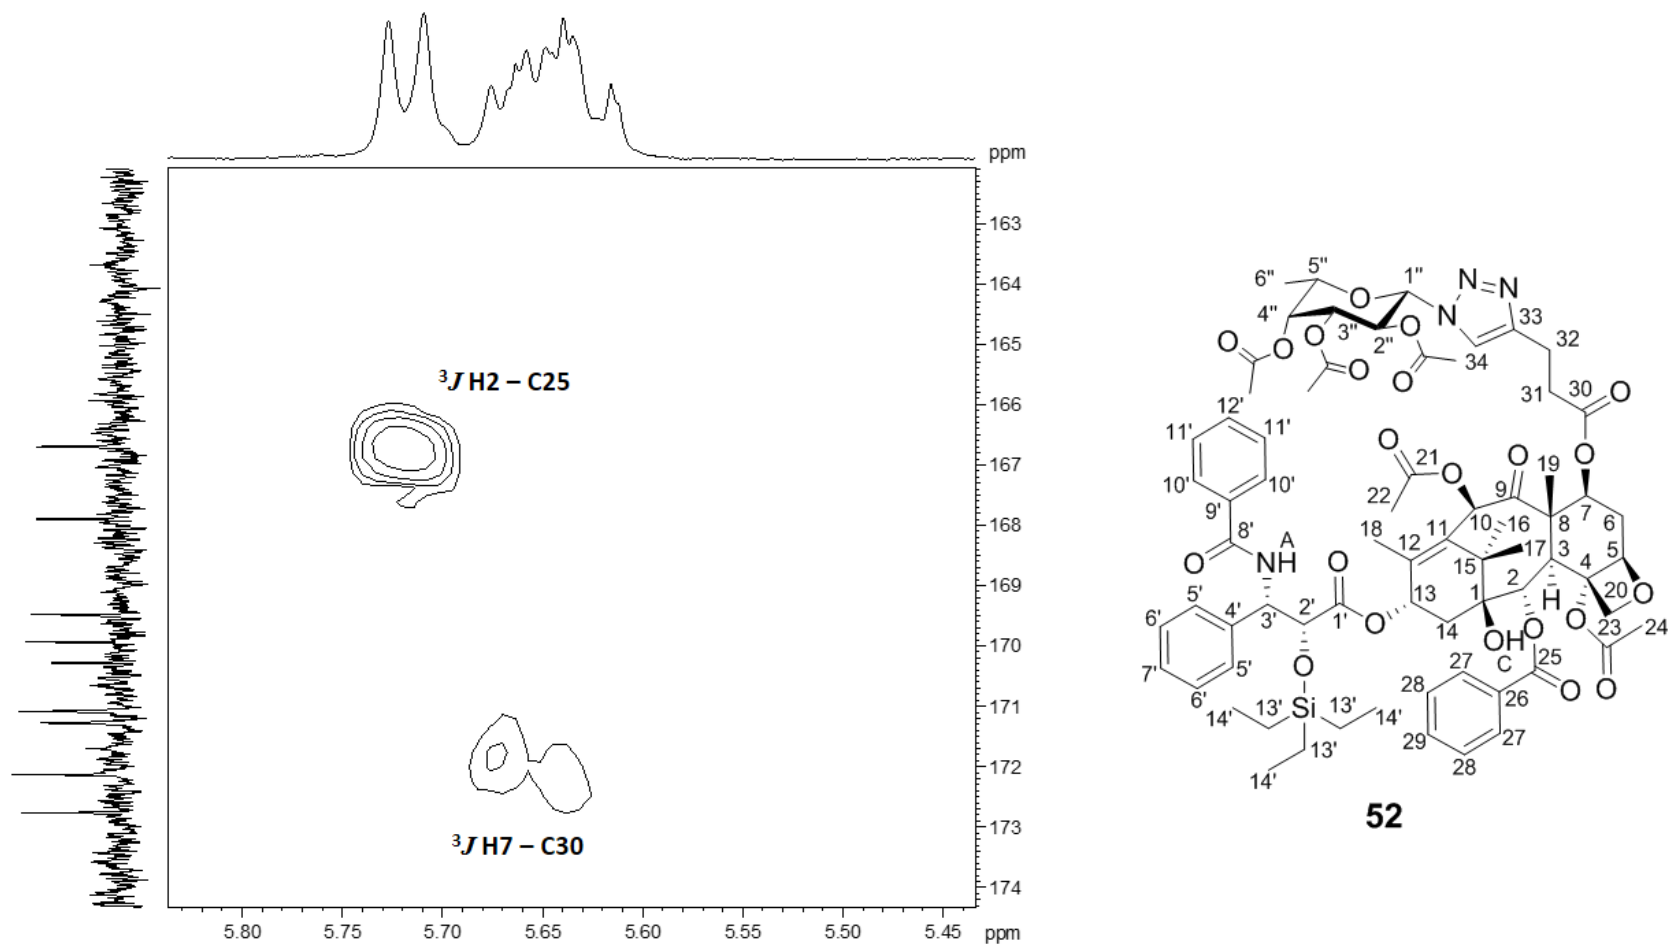 ppm
163
164
165
³J H2 – C25
166
167
168
169
170
171
172
³J H7 – C30
173
174
5.80 5.75 5.70 5.65 5.60 5.55 5.50 5.45 ppm
6'' 5'' O 1'' N N
4'' N 33 32
O O 3'' O 2'' O 34
O O 31 30 O
12'
11' 11'
10' 10'
9'
8' A
O NH
O 21 O O 19 O
22 9 7 6
18 11 10 16 8
12 17 3 5
15 2 4
13 1 H 20 O
14 OH O O 23 24
C 25 O O
5' 4' 3' 2' O 1' O
6' 7' 6' 5'
O
Si
13' 13' 13'
14' 14' 14'
27 26 27
28 29 28
52